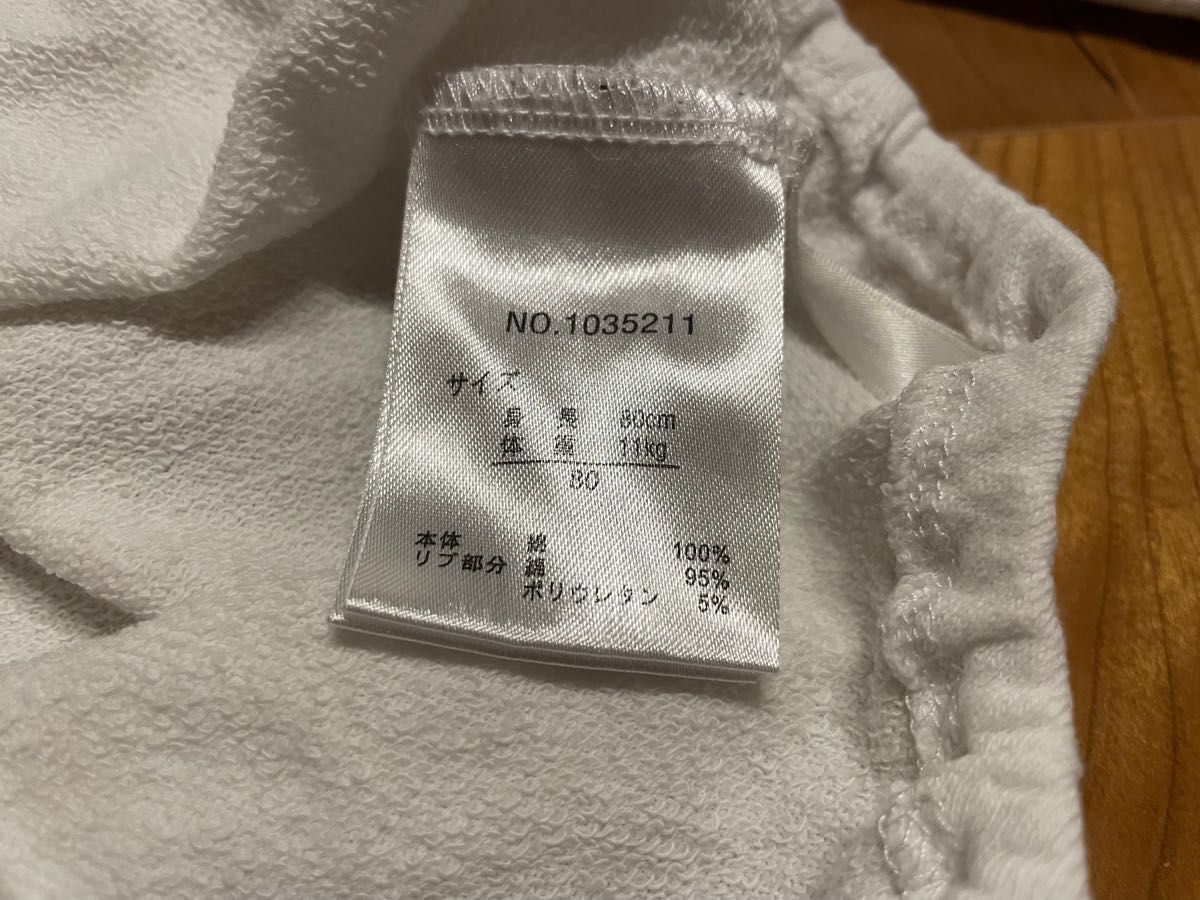 NO.1035211
サイズ
身長 80cm
体重 11kg
80
本体 綿 100%
リブ部分 綿 95%
ポリウレタン 5%